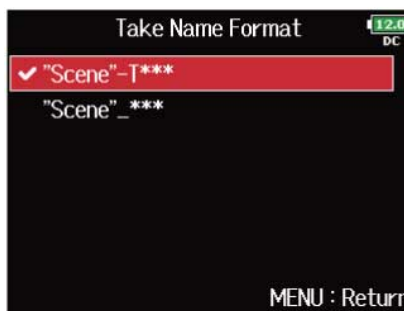 Take Name Format
12.0
DC
✔ "Scene"-T***
"Scene"_***
MENU : Return